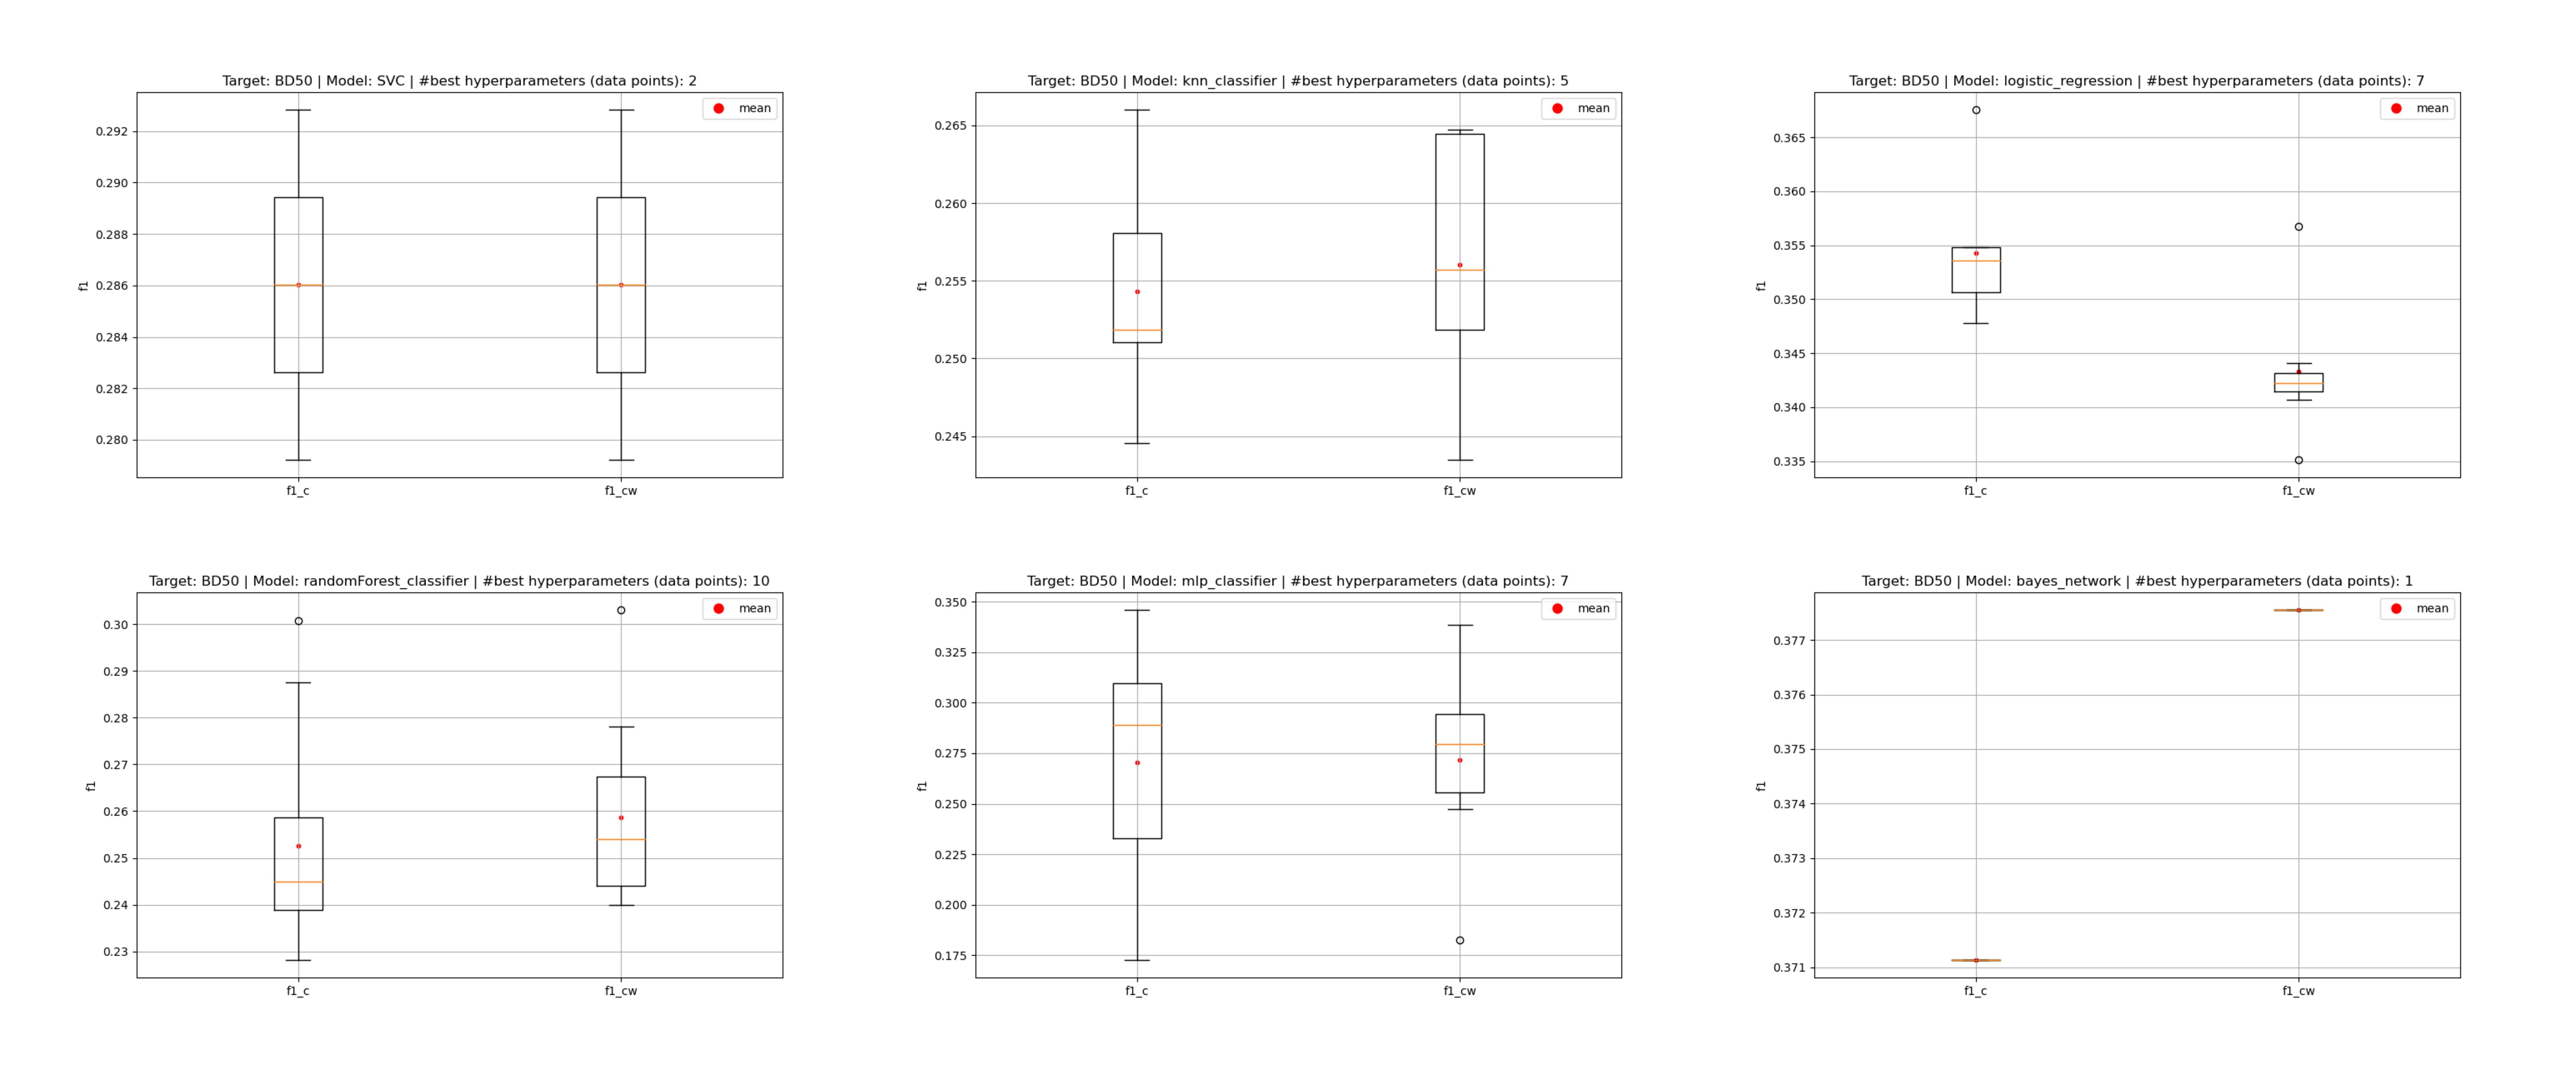 Target: BD50 | Model: SVC | #best hyperparameters (data points): 2
mean
0.292
0.290
0.288
0.286
0.284
0.282
0.280
f1
f1_c
f1_cw
Target: BD50 | Model: knn_classifier | #best hyperparameters (data points): 5
mean
0.265
0.260
0.255
0.250
0.245
f1
f1_c
f1_cw
Target: BD50 | Model: logistic_regression | #best hyperparameters (data points): 7
mean
0.365
0.360
0.355
0.350
0.345
0.340
0.335
f1
f1_c
f1_cw
Target: BD50 | Model: randomForest_classifier | #best hyperparameters (data points): 10
mean
0.30
0.29
0.28
0.27
0.26
0.25
0.24
0.23
f1
f1_c
f1_cw
Target: BD50 | Model: mlp_classifier | #best hyperparameters (data points): 7
mean
0.350
0.325
0.300
0.275
0.250
0.225
0.200
0.175
f1
f1_c
f1_cw
Target: BD50 | Model: bayes_network | #best hyperparameters (data points): 1
mean
0.377
0.376
0.375
0.374
0.373
0.372
0.371
f1
f1_c
f1_cw